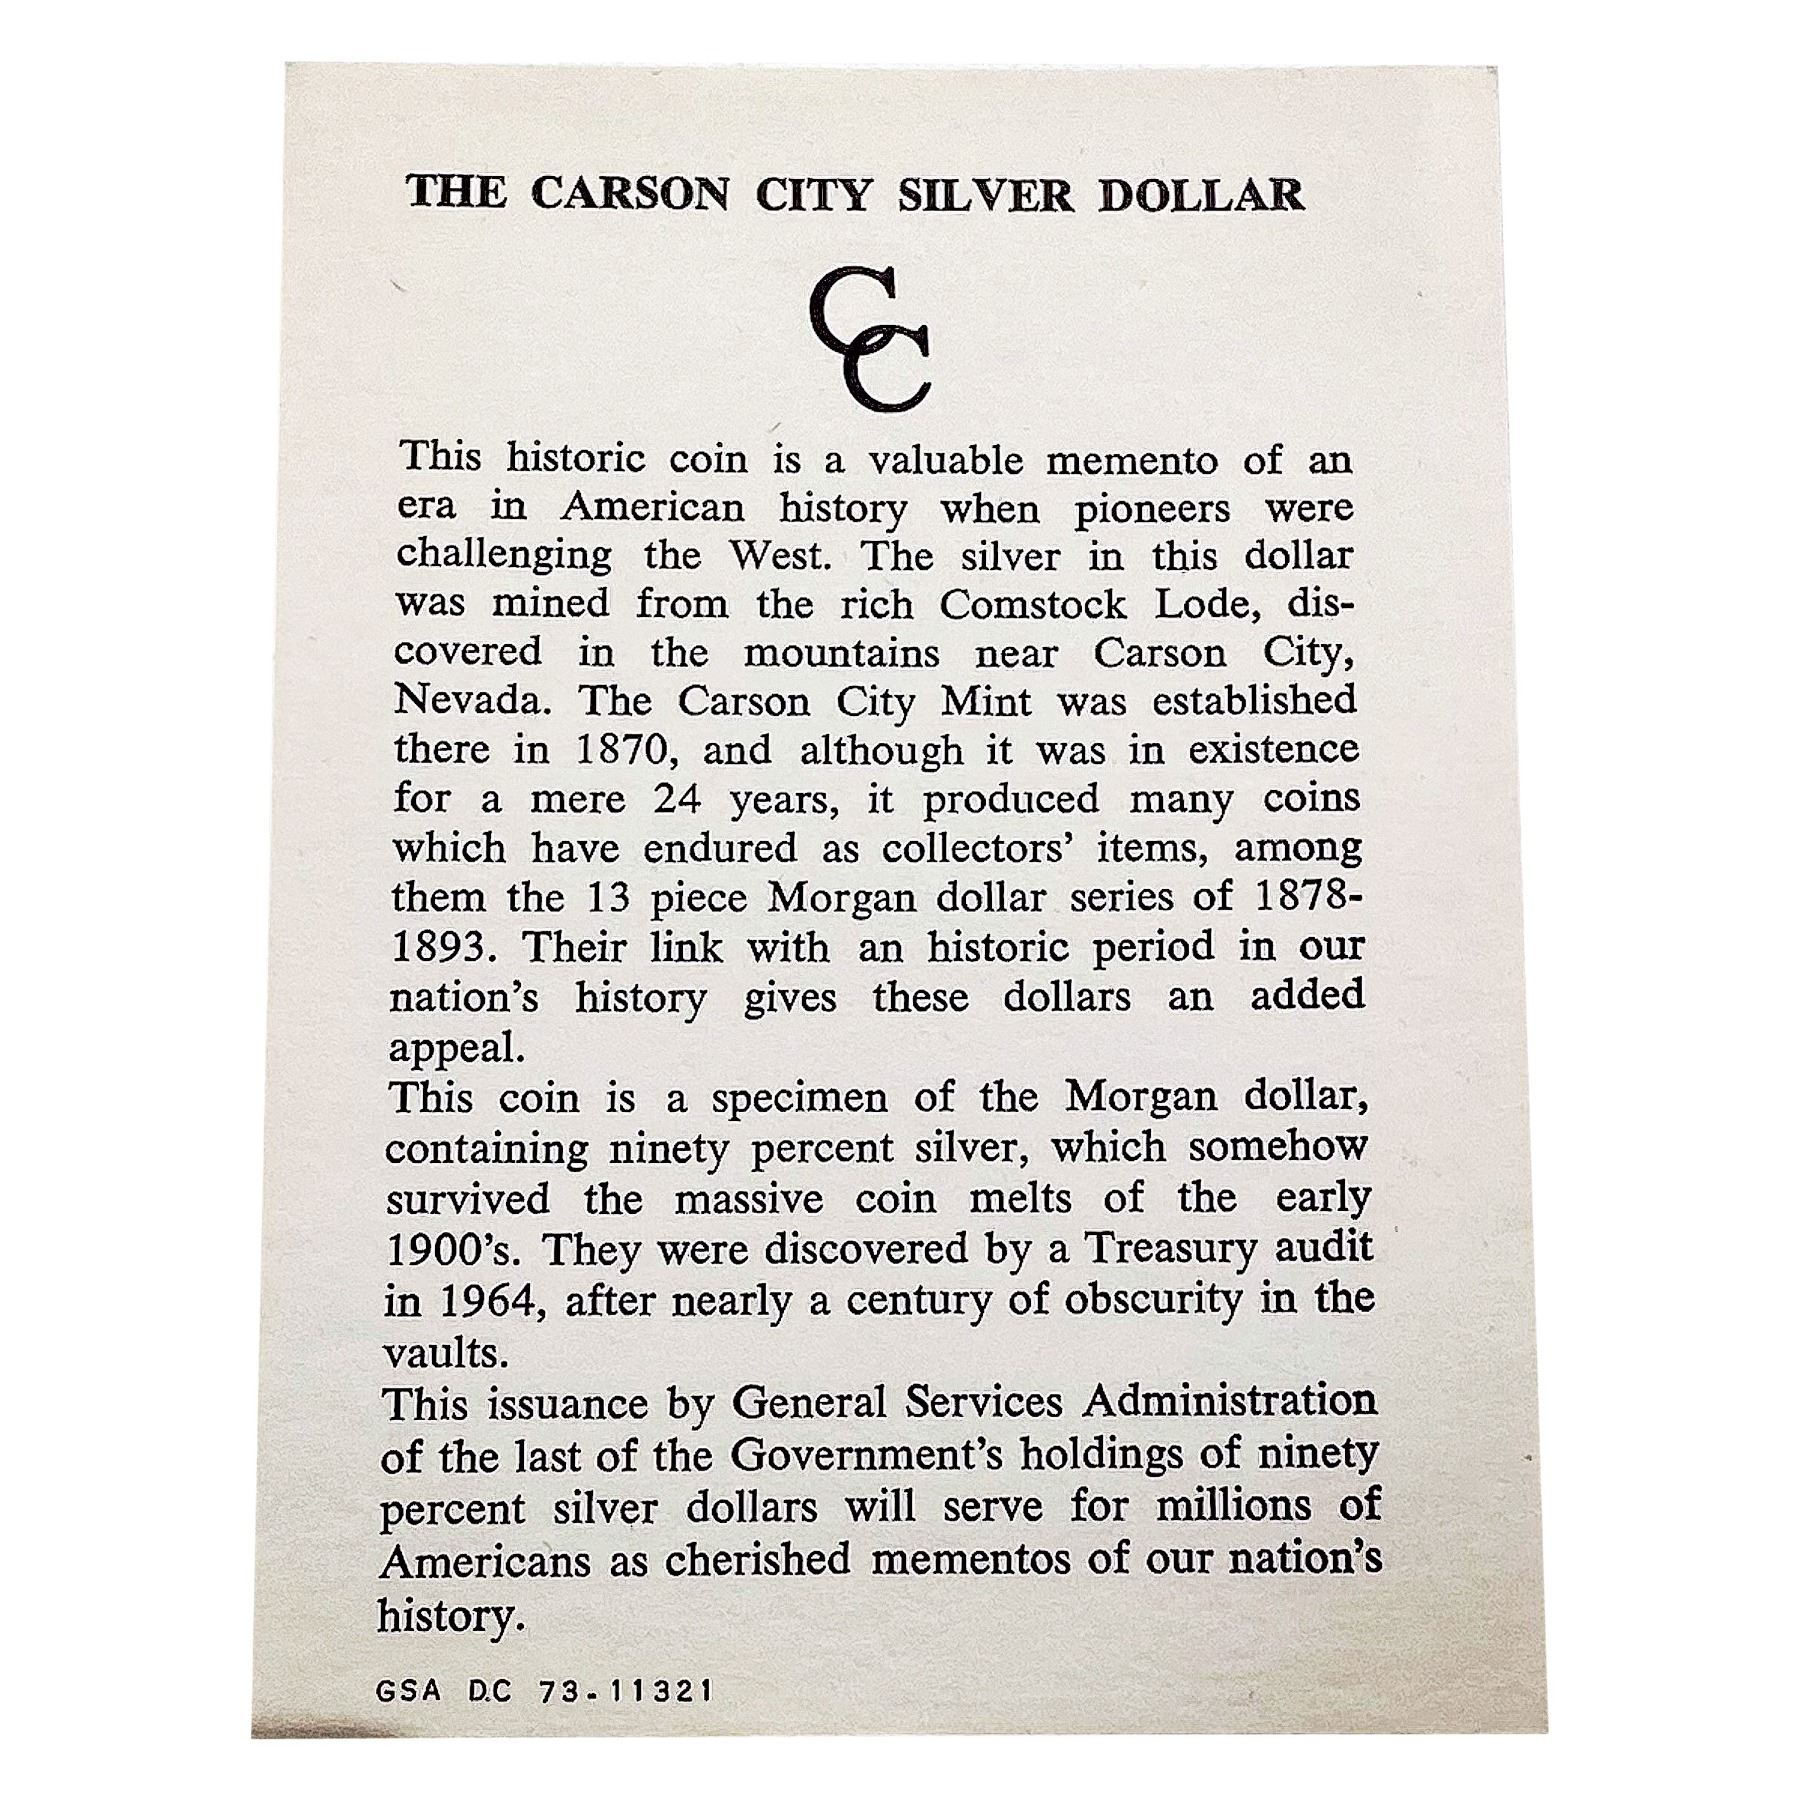 THE CARSON CITY SILVER DOLLAR
CC
This historic coin is a valuable memento of an
era in American history when pioneers were
challenging the West. The silver in this dollar
was mined from the rich Comstock Lode, dis-
covered in the mountains near Carson City,
Nevada. The Carson City Mint was established
there in 1870, and although it was in existence
for a mere 24 years, it produced many coins
which have endured as collectors’ items, among
them the 13 piece Morgan dollar series of 1878-
1893. Their link with an historic period in our
nation’s history gives these dollars an added
appeal.
This coin is a specimen of the Morgan dollar,
containing ninety percent silver, which somehow
survived the massive coin melts of the early
1900’s. They were discovered by a Treasury audit
in 1964, after nearly a century of obscurity in the
vaults.
This issuance by General Services Administration
of the last of the Government’s holdings of ninety
percent silver dollars will serve for millions of
Americans as cherished mementos of our nation’s
history.
GSA D.C 73-11321